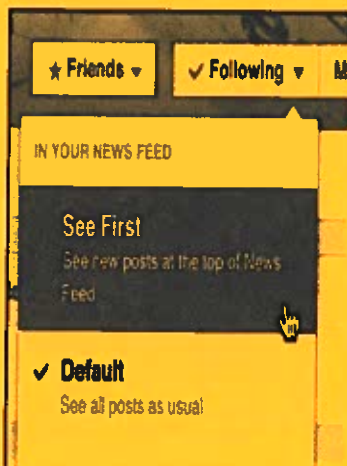 Friends
Following
M
IN YOUR NEWS FEED
See First
See new posts at the top of News
Feed
Default
See all posts as usual